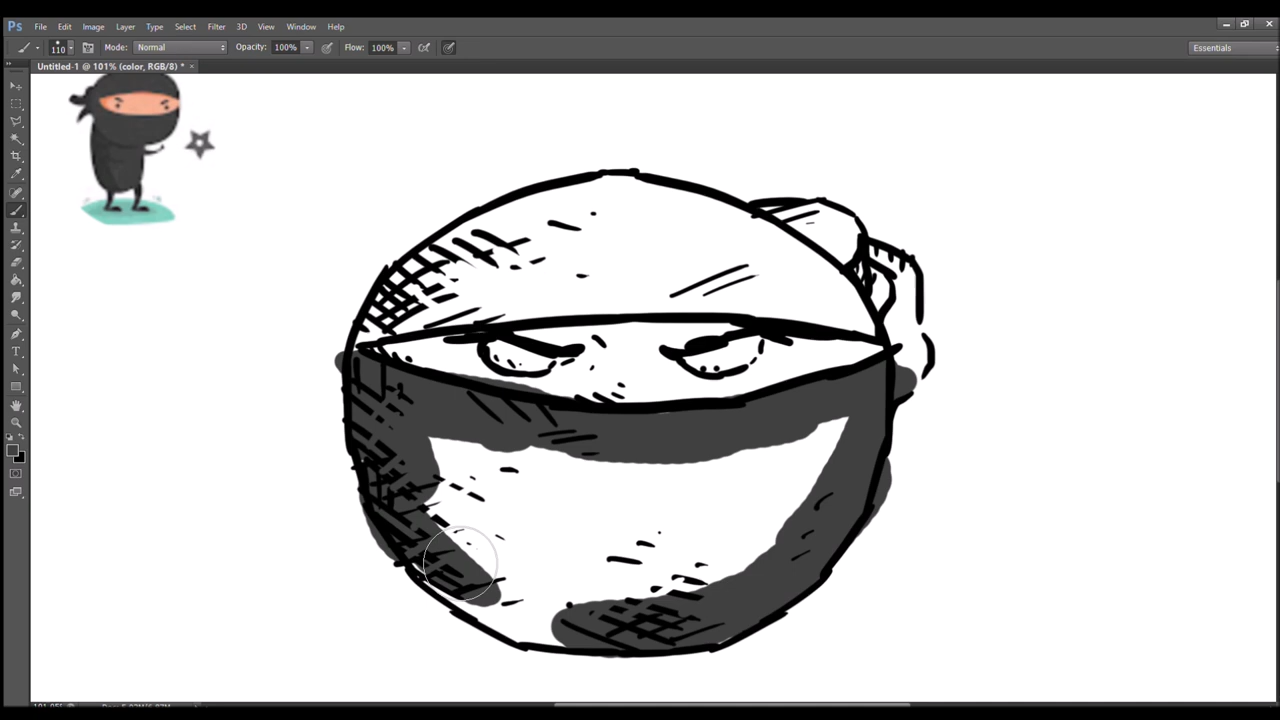 Ps File Edit Image Layer Type Select Filter 3D View Window Help
110 Mode: Normal Opacity: 100% Flow: 100% Essentials
Untitled-1 @ 101% (color, RGB/8) * ×